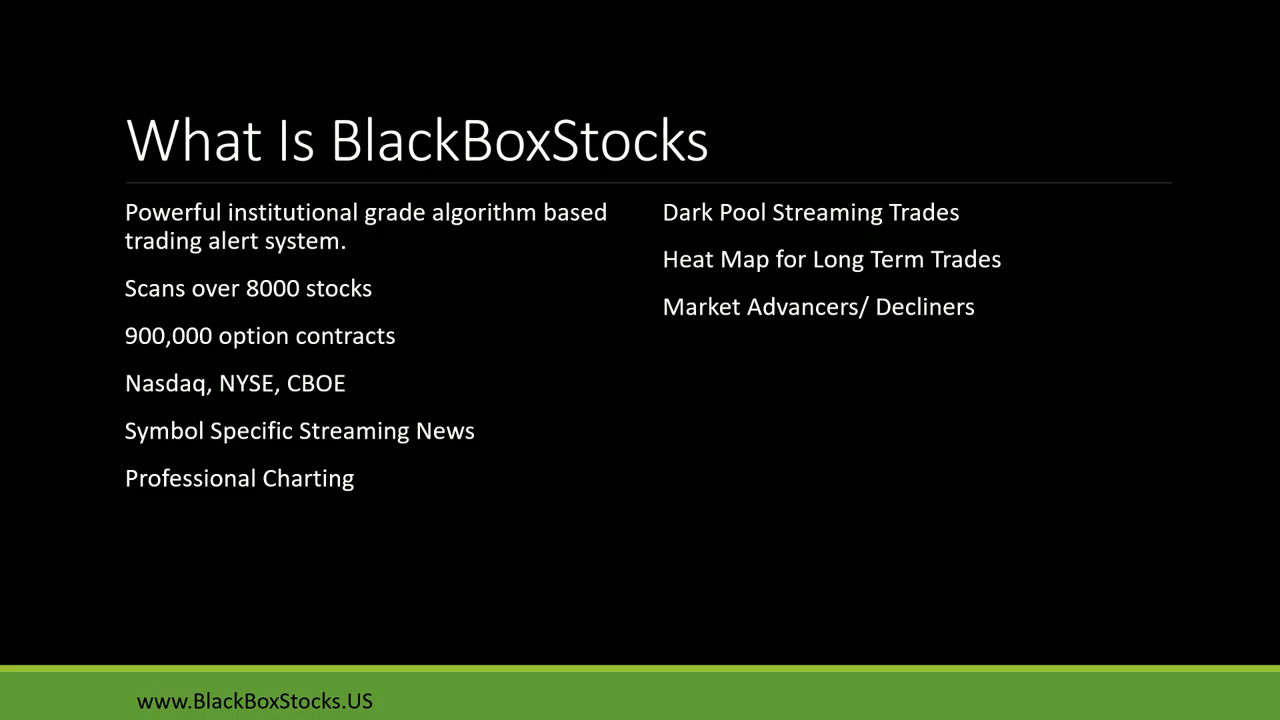 What Is BlackBoxStocks
Powerful institutional grade algorithm based
trading alert system.
Scans over 8000 stocks
900,000 option contracts
Nasdaq, NYSE, CBOE
Symbol Specific Streaming News
Professional Charting
Dark Pool Streaming Trades
Heat Map for Long Term Trades
Market Advancers/ Decliners
www.BlackBoxStocks.US